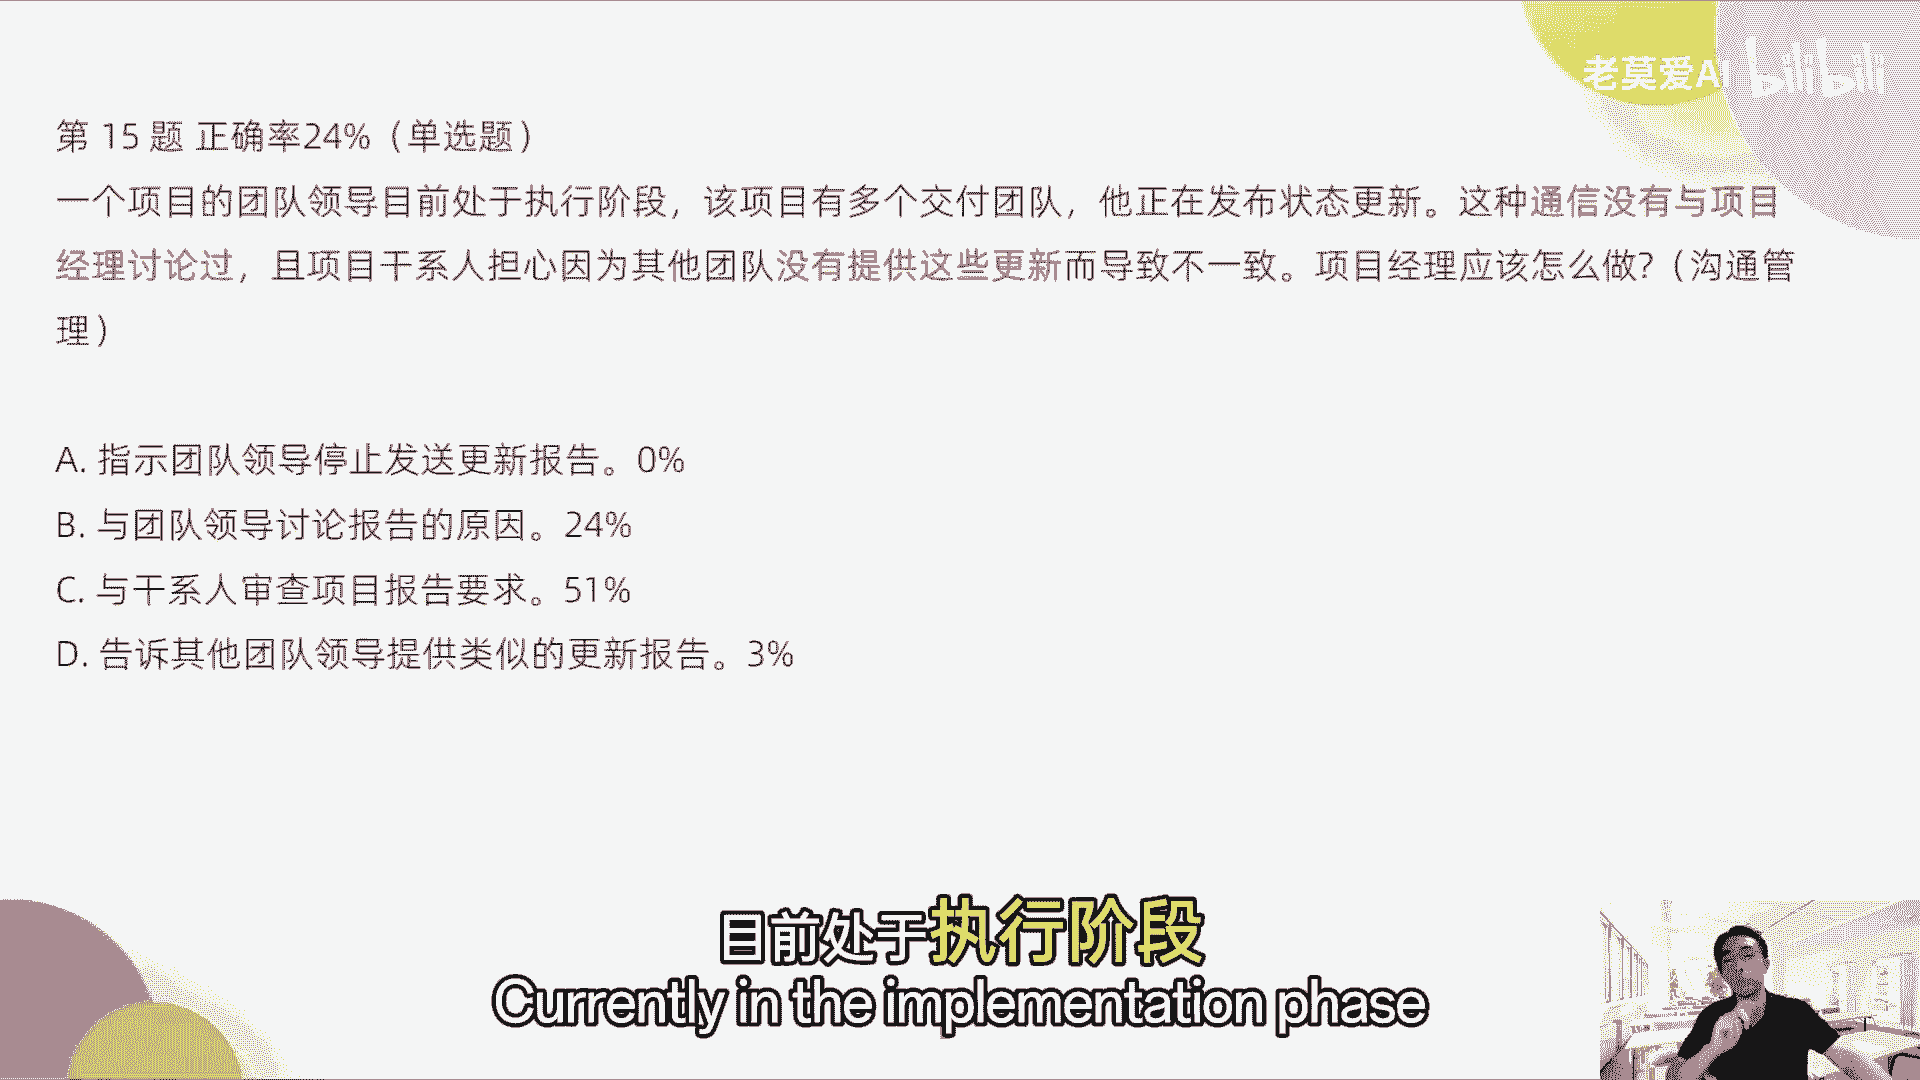 老莫爱AI bilibili
第 15 题 正确率24%（单选题）
一个项目的团队领导目前处于执行阶段，该项目有多个交付团队，他正在发布状态更新。这种通信没有与项目
经理讨论过，且项目干系人担心因为其他团队没有提供这些更新而导致不一致。项目经理应该怎么做?（沟通管
理）
A. 指示团队领导停止发送更新报告。0%
B. 与团队领导讨论报告的原因。24%
C. 与干系人审查项目报告要求。51%
D. 告诉其他团队领导提供类似的更新报告。3%
目前处于执行阶段
Currently in the implementation phase